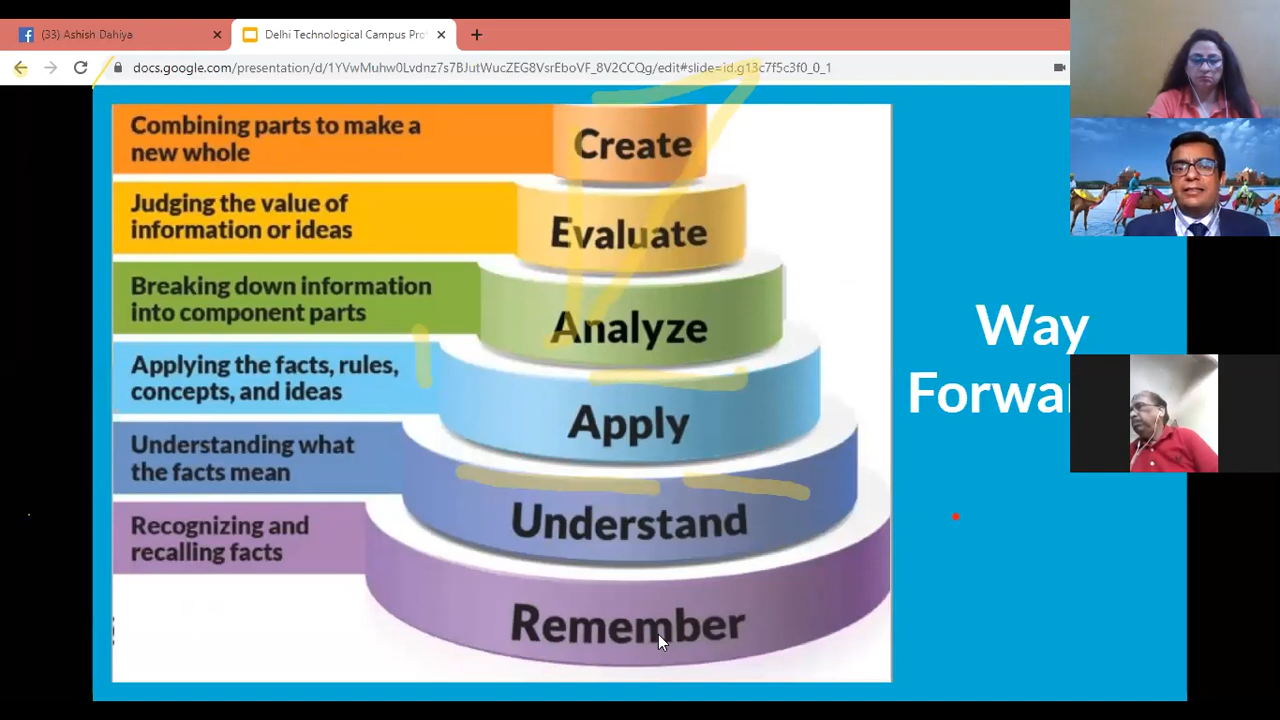 (33) Ashish Dahiya
Delhi Technological Campus Pro
docs.google.com/presentation/d/1YVwMuhw0Lvdnz7s7BJutWuzZEG8VsrEboVF_8V2CCQg/edit#slide=id.g13c7f5c3f0_0_1
Combining parts to make a
new whole
Create
Judging the value of
information or ideas
Evaluate
Breaking down information
into component parts
Analyze
Applying the facts, rules,
concepts, and ideas
Apply
Understanding what
the facts mean
Understand
Recognizing and
recalling facts
Remember
Way
Forwa